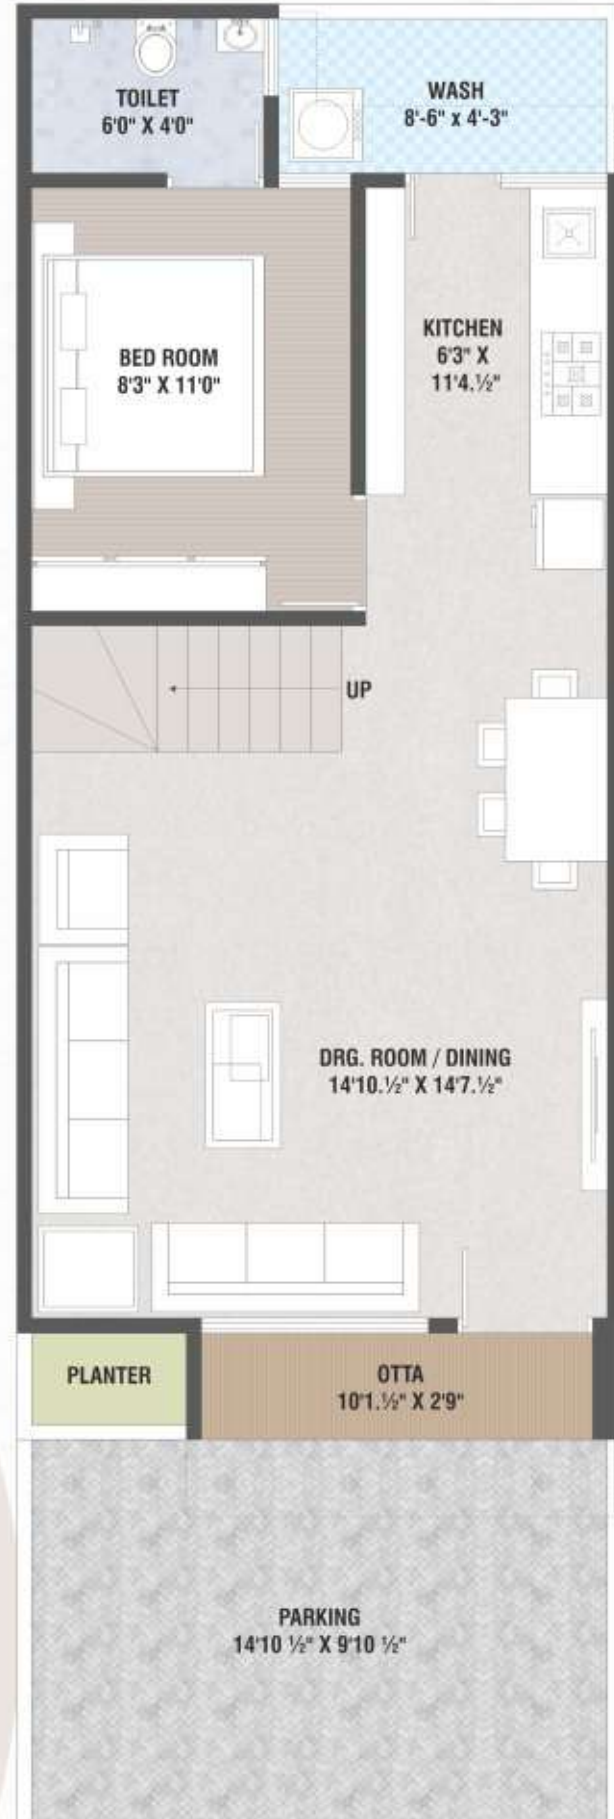 TOILET
6'0" X 4'0"
WASH
8'-6" x 4'-3"
KITCHEN
6'3" X
11'4.½"
BED ROOM
8'3" X 11'0"
UP
DRG. ROOM / DINING
14'10.½" X 14'7.½"
PLANTER
OTTA
10'1.½" X 2'9"
PARKING
14'10 ½" X 9'10 ½"